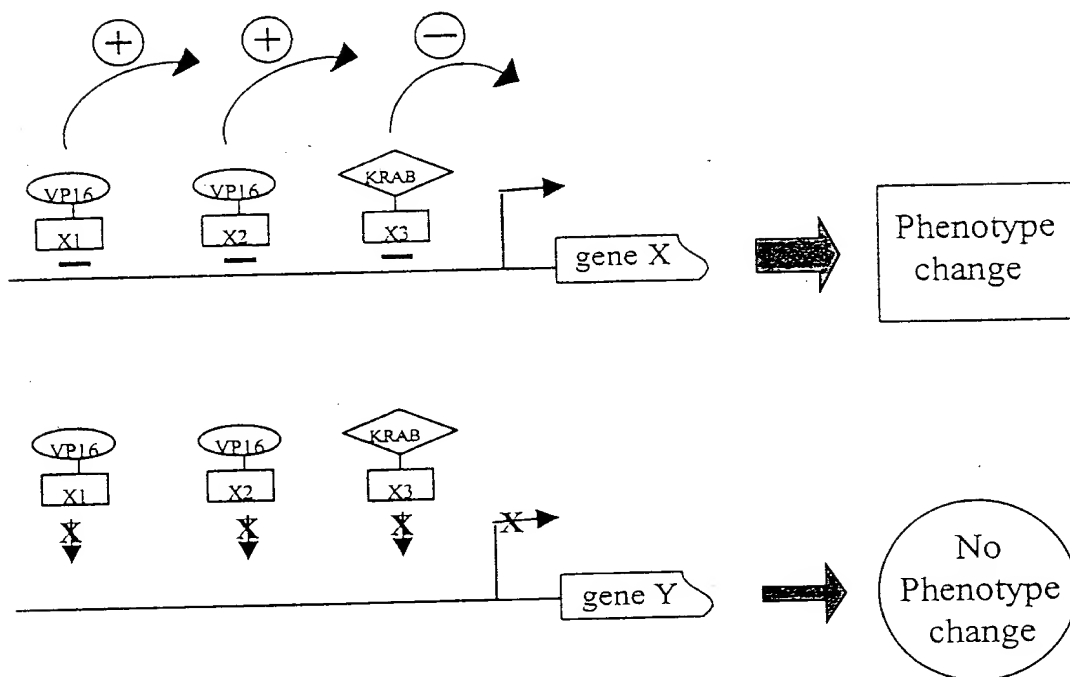 + + −
VP16 VP16 KRAB
X1 X2 X3
gene X
Phenotype
change
VP16 VP16 KRAB
X1 X2 X3
X X X X
gene Y
No
Phenotype
change